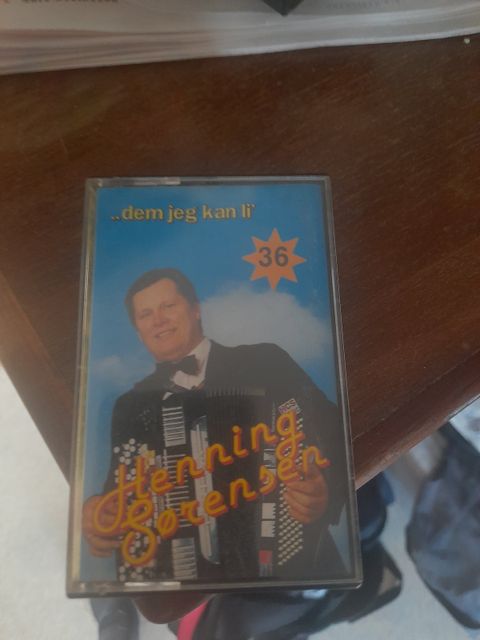 ..dem jeg kan li'
36
Henning
Sørensen